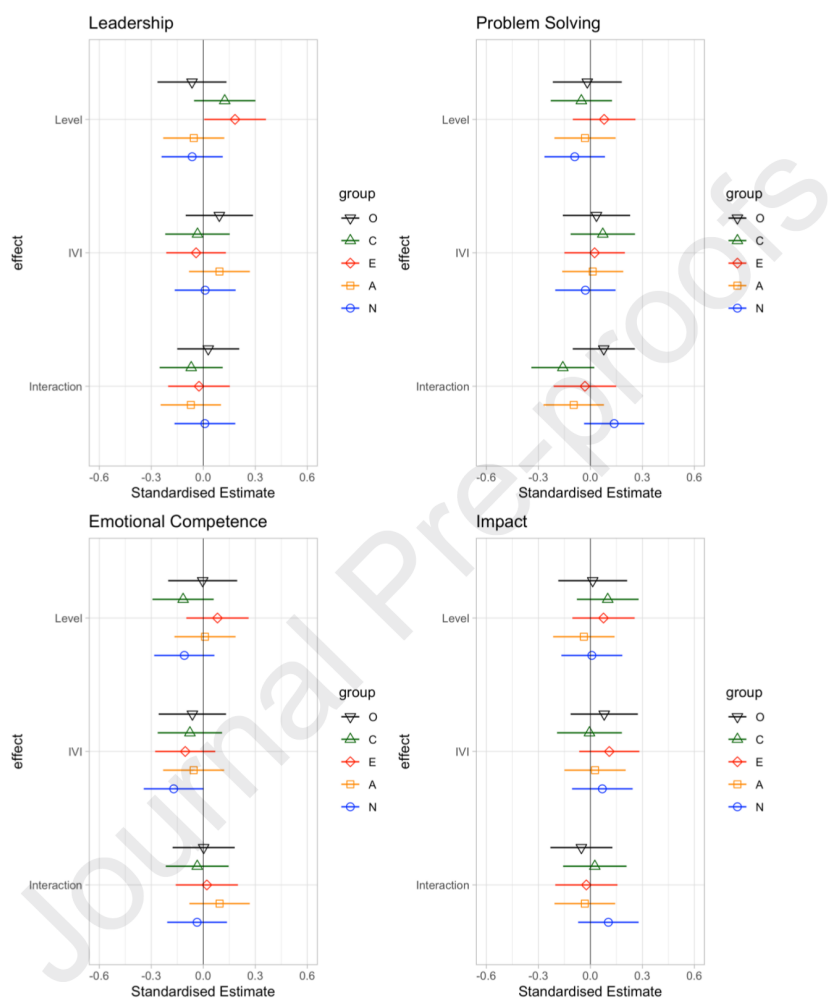 Leadership
Level
IVI
Interaction
effect
-0.6 -0.3 0.0 0.3 0.6
Standardised Estimate
group
O
C
E
A
N
Problem Solving
Level
IVI
Interaction
effect
-0.6 -0.3 0.0 0.3 0.6
Standardised Estimate
group
O
C
E
A
N
Emotional Competence
Level
IVI
Interaction
effect
-0.6 -0.3 0.0 0.3 0.6
Standardised Estimate
group
O
C
E
A
N
Impact
Level
IVI
Interaction
effect
-0.6 -0.3 0.0 0.3 0.6
Standardised Estimate
group
O
C
E
A
N
Journal Pre-proofs